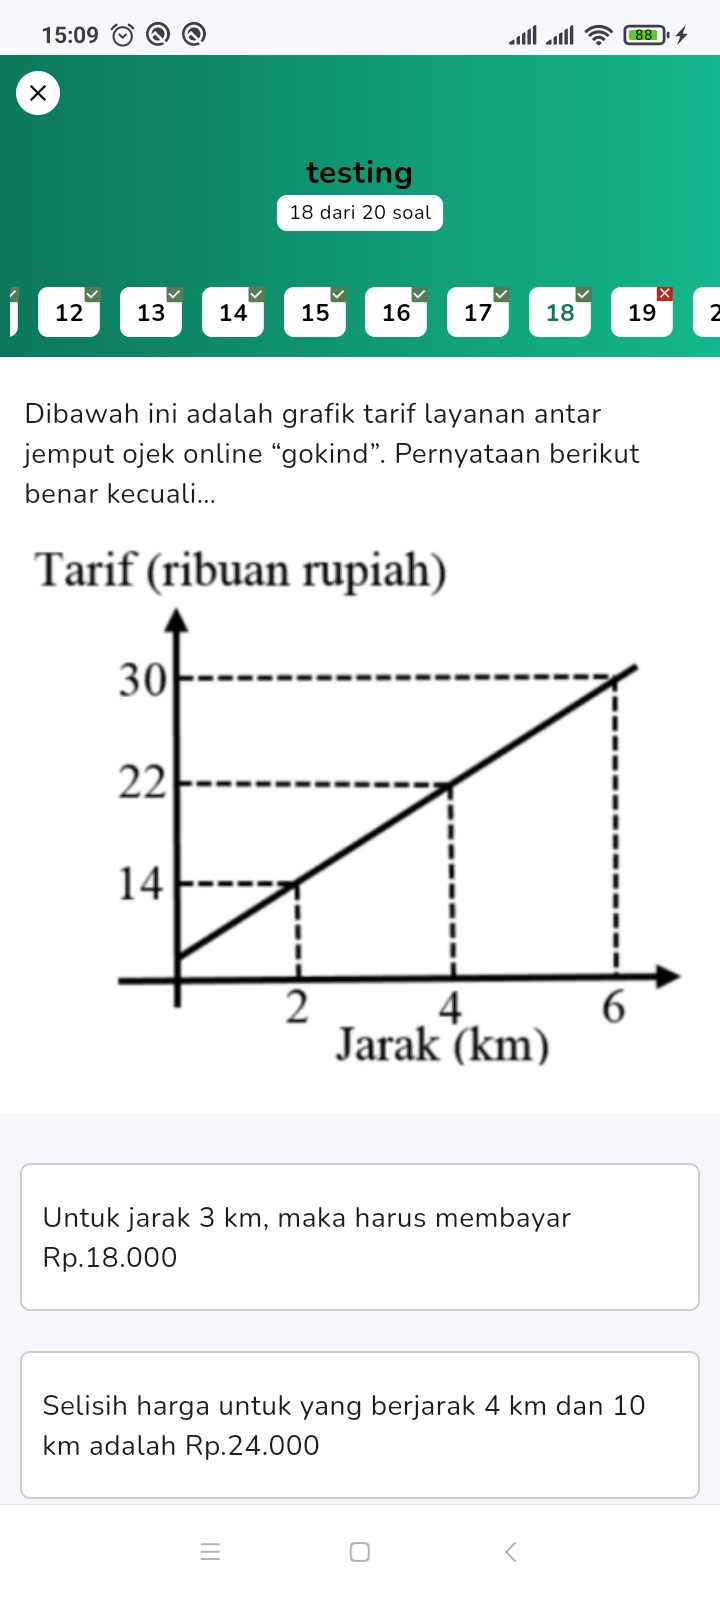 15:09
88
testing
18 dari 20 soal
12 13 14 15 16 17 18 19 2
Dibawah ini adalah grafik tarif layanan antar
jemput ojek online “gokind”. Pernyataan berikut
benar kecuali...
Tarif (ribuan rupiah)
30
22
14
2 4 6
Jarak (km)
Untuk jarak 3 km, maka harus membayar
Rp.18.000
Selisih harga untuk yang berjarak 4 km dan 10
km adalah Rp.24.000